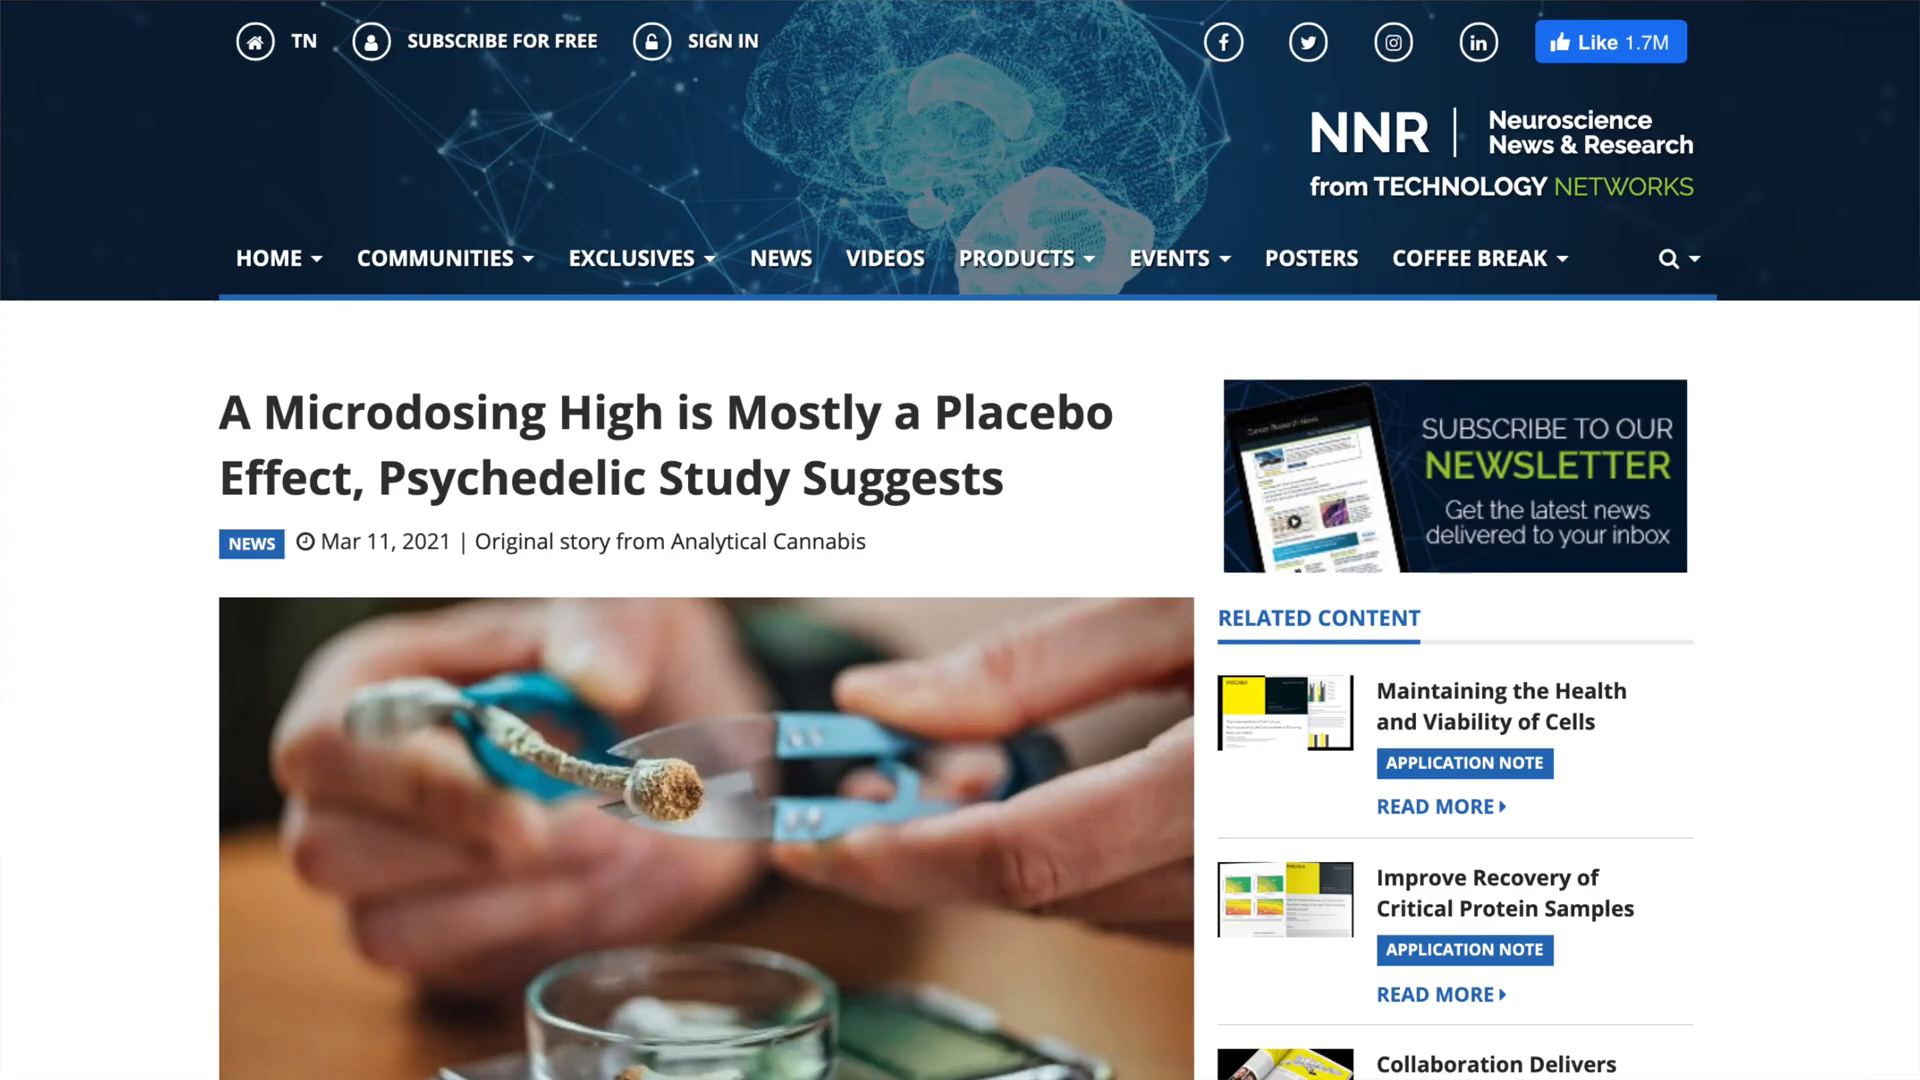 TN
SUBSCRIBE FOR FREE
SIGN IN
Like 1.7M
NNR
Neuroscience
News & Research
from TECHNOLOGY NETWORKS
HOME
COMMUNITIES
EXCLUSIVES
NEWS
VIDEOS
PRODUCTS
EVENTS
POSTERS
COFFEE BREAK
A Microdosing High is Mostly a Placebo
Effect, Psychedelic Study Suggests
NEWS
Mar 11, 2021 | Original story from Analytical Cannabis
SUBSCRIBE TO OUR
NEWSLETTER
Get the latest news
delivered to your inbox
RELATED CONTENT
Maintaining the Health
and Viability of Cells
APPLICATION NOTE
READ MORE
Improve Recovery of
Critical Protein Samples
APPLICATION NOTE
READ MORE
Collaboration Delivers